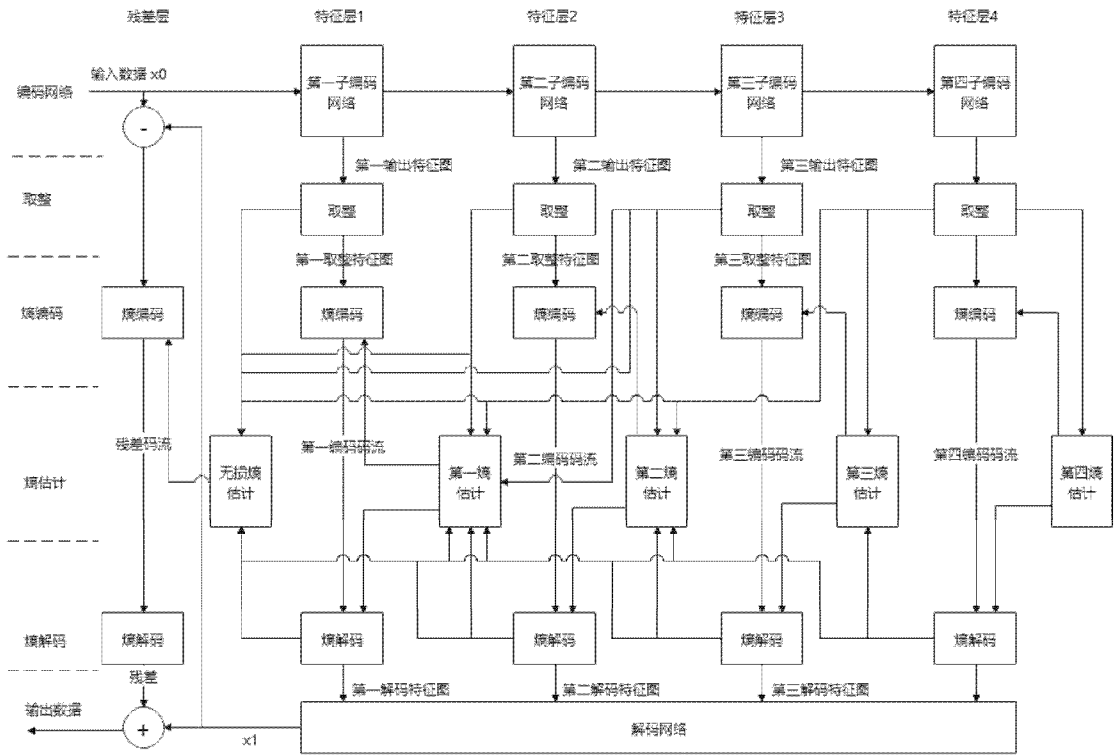 残差层
特征层1
特征层2
特征层3
特征层4
输入数据 x0
编码网络
第一子编码
网络
第二子编码
网络
第三子编码
网络
第四子编码
网络
-
第一输出特征图
第二输出特征图
第三输出特征图
取整
取整
取整
取整
取整
第一取整特征图
第二取整特征图
第三取整特征图
熵编码
熵编码
熵编码
熵编码
熵编码
熵编码
残差码流
第一编码码流
第二编码码流
第三编码码流
第四编码码流
熵估计
无损熵
估计
第一熵
估计
第二熵
估计
第三熵
估计
第四熵
估计
熵解码
熵解码
熵解码
熵解码
熵解码
熵解码
残差
第一解码特征图
第二解码特征图
第三解码特征图
输出数据
+
x1
解码网络